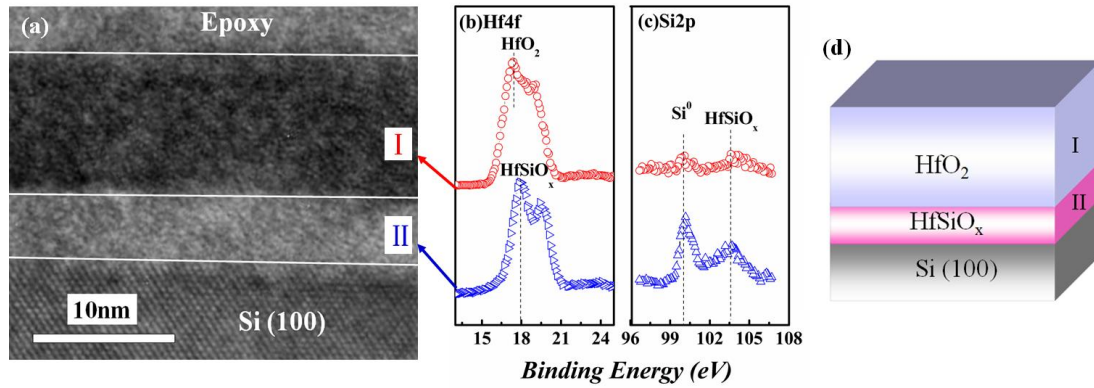 (a)
Epoxy
I
II
10nm
Si (100)
(b)Hf4f
HfO₂
HfSiOₓ
15 18 21 24
(c)Si2p
Si⁰
HfSiOₓ
96 99 102 105 108
Binding Energy (eV)
(d)
HfO₂
I
HfSiOₓ
II
Si (100)